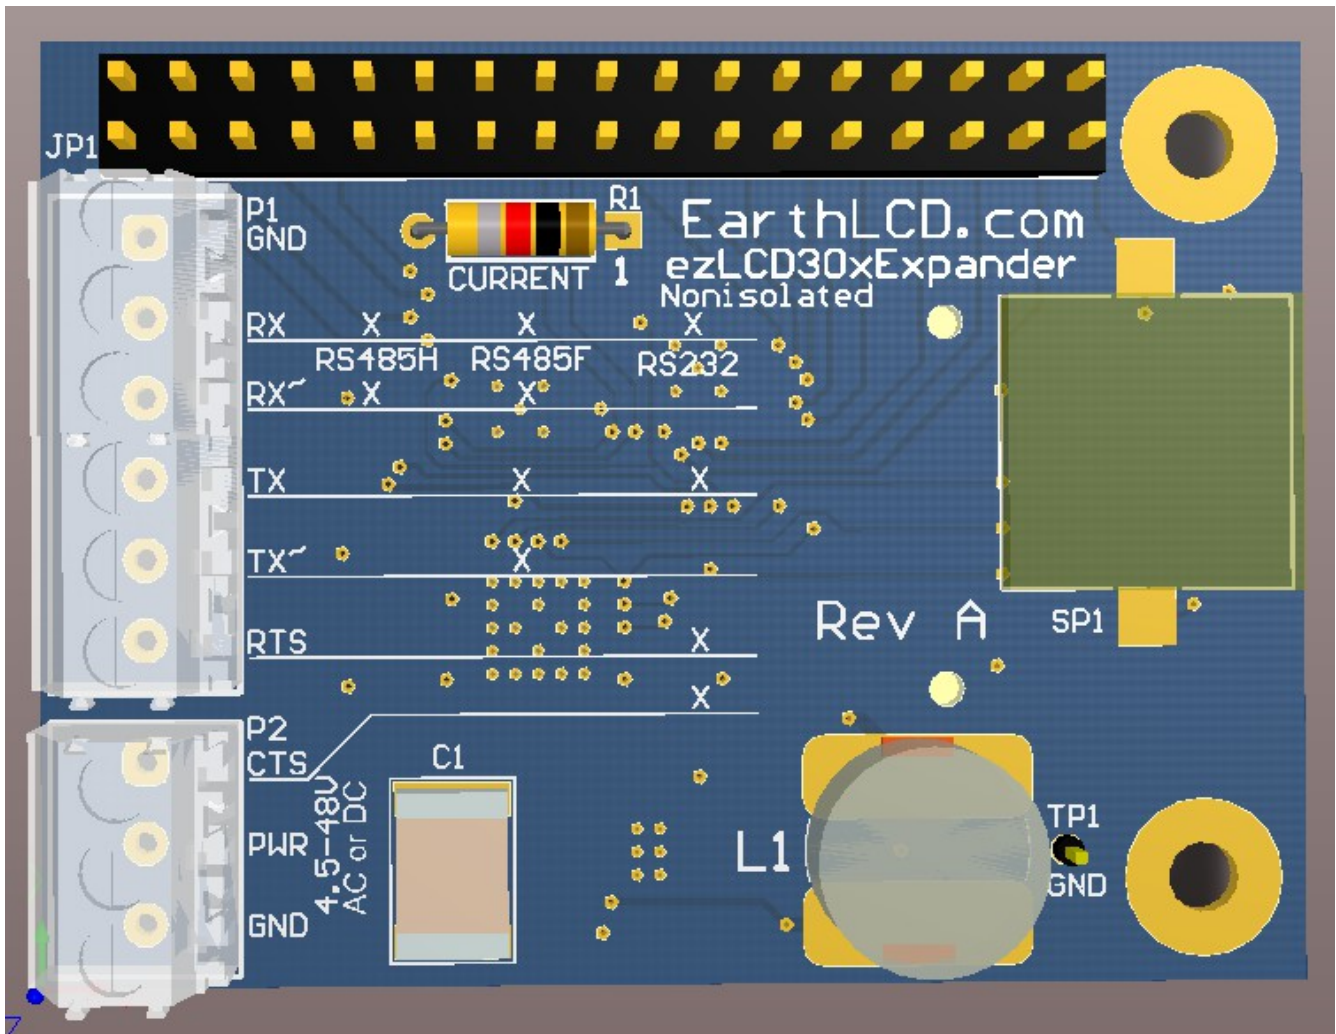 JP1
P1
GND
R1
CURRENT
1
EarthLCD.com
ezLCD30xExpander
Nonisolated
RX X X X
RS485H RS485F RS232
RX~ X X
TX X X
TX~ X
RTS X
X
Rev A
SP1
P2
CTS
PWR
GND
4.5-48V
AC or DC
C1
L1
TP1
GND
Z